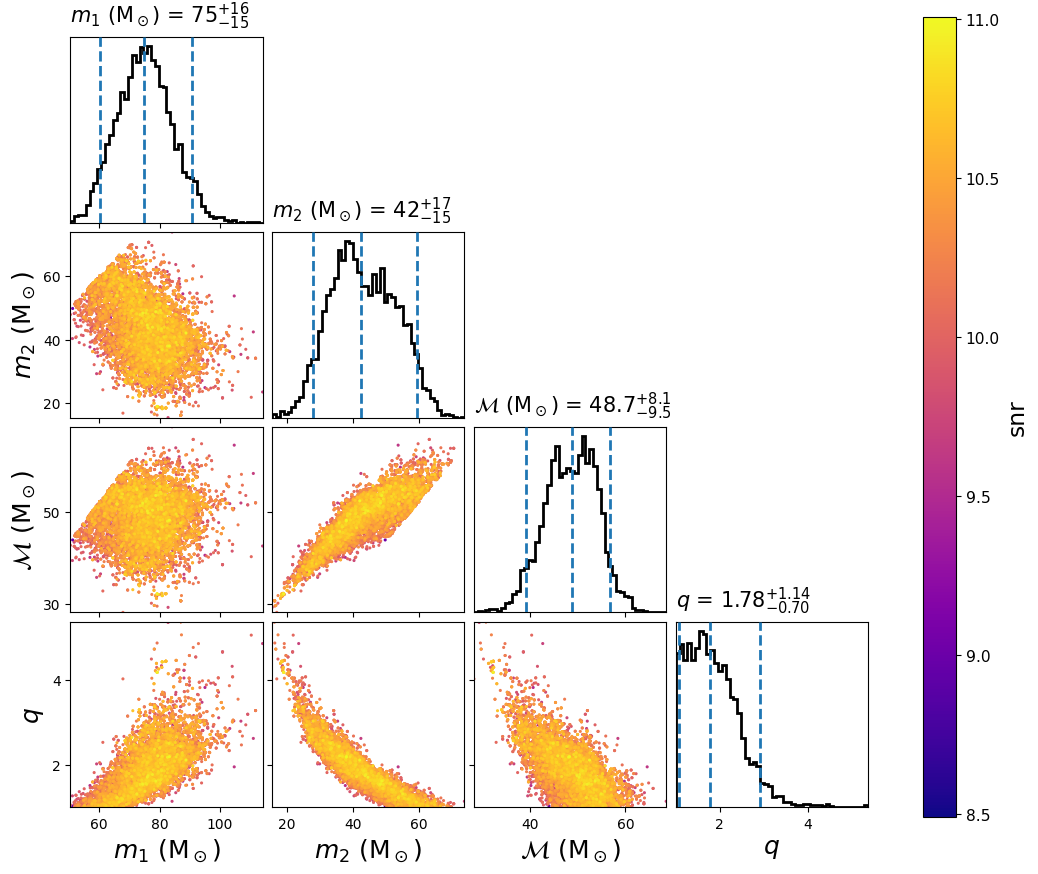 m₁ (M⊙) = 75⁺¹⁶₋₁₅
11.0
m₂ (M⊙) = 42⁺¹⁷₋₁₅
10.5
m₂ (M⊙)
60
40
20
10.0
ℳ (M⊙) = 48.7⁺⁸·¹₋₉.₅
snr
ℳ (M⊙)
50
30
9.5
q = 1.78⁺¹·¹⁴₋₀.₇₀
9.0
q
4
2
8.5
60 80 100 20 40 60 40 60 2 4
m₁ (M⊙) m₂ (M⊙) ℳ (M⊙) q